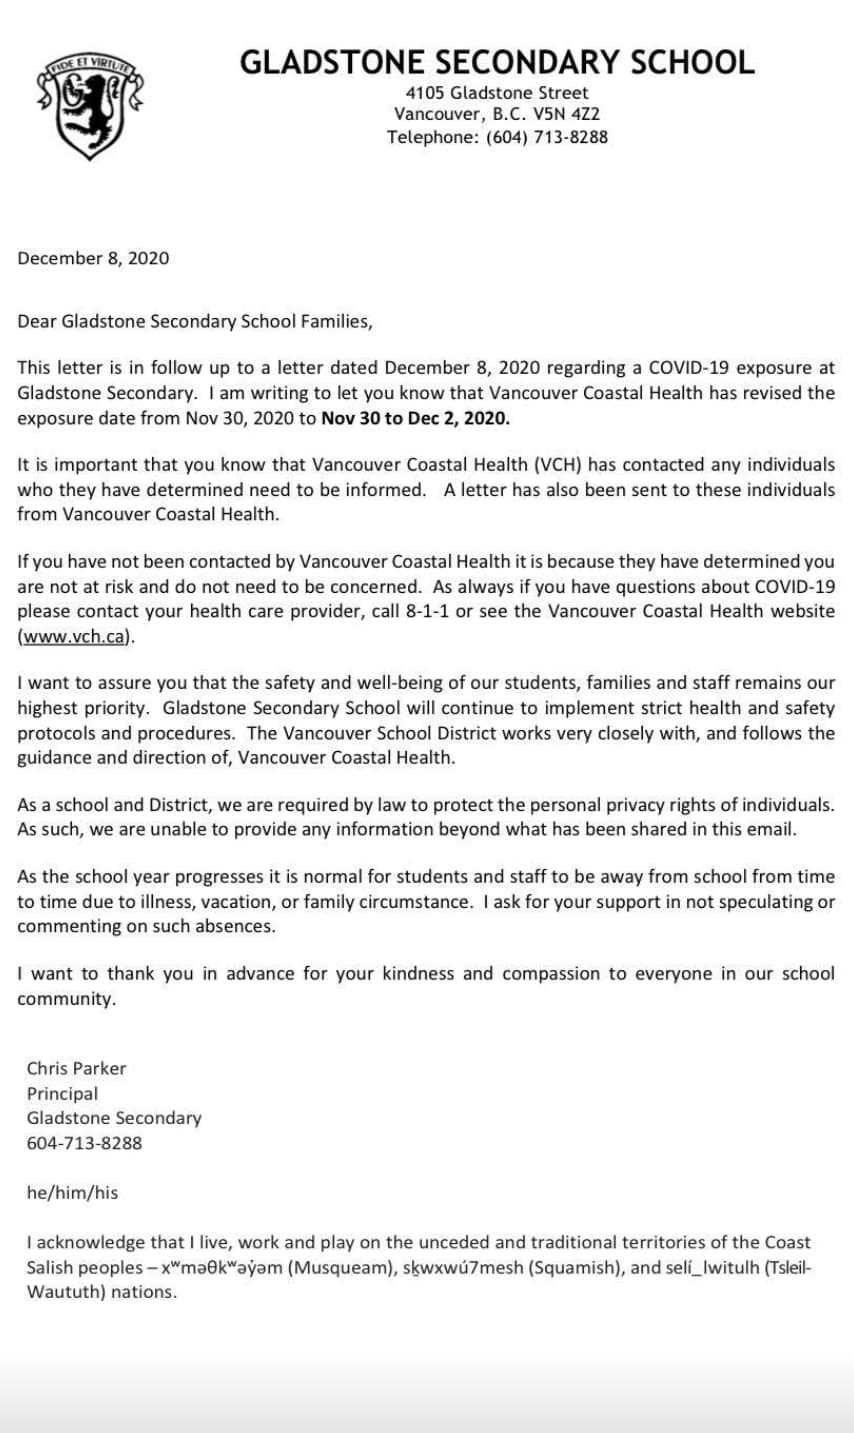 FIDE ET VIRTUTE
G
GLADSTONE SECONDARY SCHOOL
4105 Gladstone Street
Vancouver, B.C. V5N 4Z2
Telephone: (604) 713-8288
December 8, 2020
Dear Gladstone Secondary School Families,
This letter is in follow up to a letter dated December 8, 2020 regarding a COVID-19 exposure at
Gladstone Secondary. I am writing to let you know that Vancouver Coastal Health has revised the
exposure date from Nov 30, 2020 to Nov 30 to Dec 2, 2020.
It is important that you know that Vancouver Coastal Health (VCH) has contacted any individuals
who they have determined need to be informed. A letter has also been sent to these individuals
from Vancouver Coastal Health.
If you have not been contacted by Vancouver Coastal Health it is because they have determined you
are not at risk and do not need to be concerned. As always if you have questions about COVID-19
please contact your health care provider, call 8-1-1 or see the Vancouver Coastal Health website
(www.vch.ca).
I want to assure you that the safety and well-being of our students, families and staff remains our
highest priority. Gladstone Secondary School will continue to implement strict health and safety
protocols and procedures. The Vancouver School District works very closely with, and follows the
guidance and direction of, Vancouver Coastal Health.
As a school and District, we are required by law to protect the personal privacy rights of individuals.
As such, we are unable to provide any information beyond what has been shared in this email.
As the school year progresses it is normal for students and staff to be away from school from time
to time due to illness, vacation, or family circumstance. I ask for your support in not speculating or
commenting on such absences.
I want to thank you in advance for your kindness and compassion to everyone in our school
community.
Chris Parker
Principal
Gladstone Secondary
604-713-8288
he/him/his
I acknowledge that I live, work and play on the unceded and traditional territories of the Coast
Salish peoples – xʷməθkʷəy̓əm (Musqueam), sḵwxwú7mesh (Squamish), and selí_lwitulh (Tsleil-
Waututh) nations.